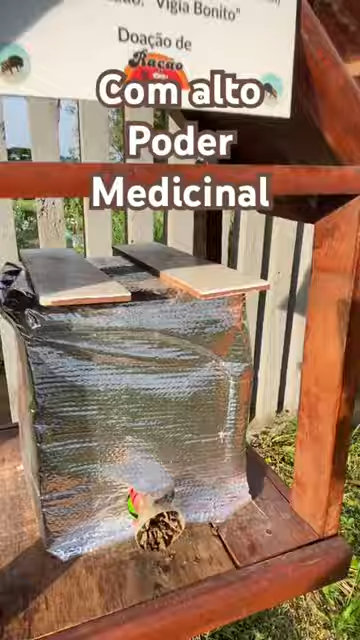 "Vigia Bonito"
Doação de
Ração
Com alto
Poder
Medicinal